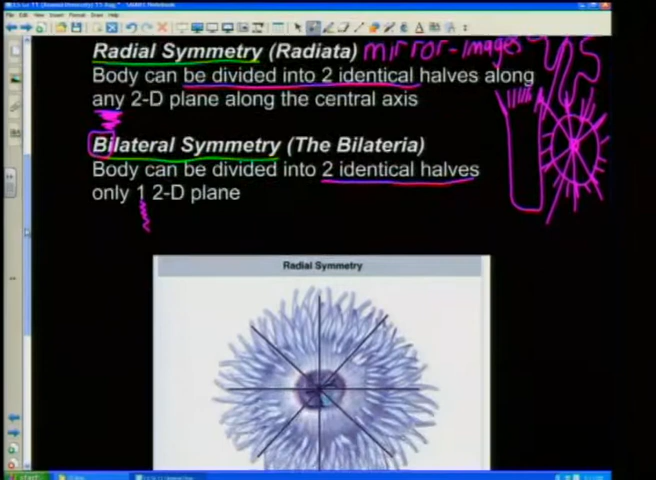 Radial Symmetry (Radiata) mirror-images
Body can be divided into 2 identical halves along
any 2-D plane along the central axis
Bilateral Symmetry (The Bilateria)
Body can be divided into 2 identical halves
only 1 2-D plane
Radial Symmetry